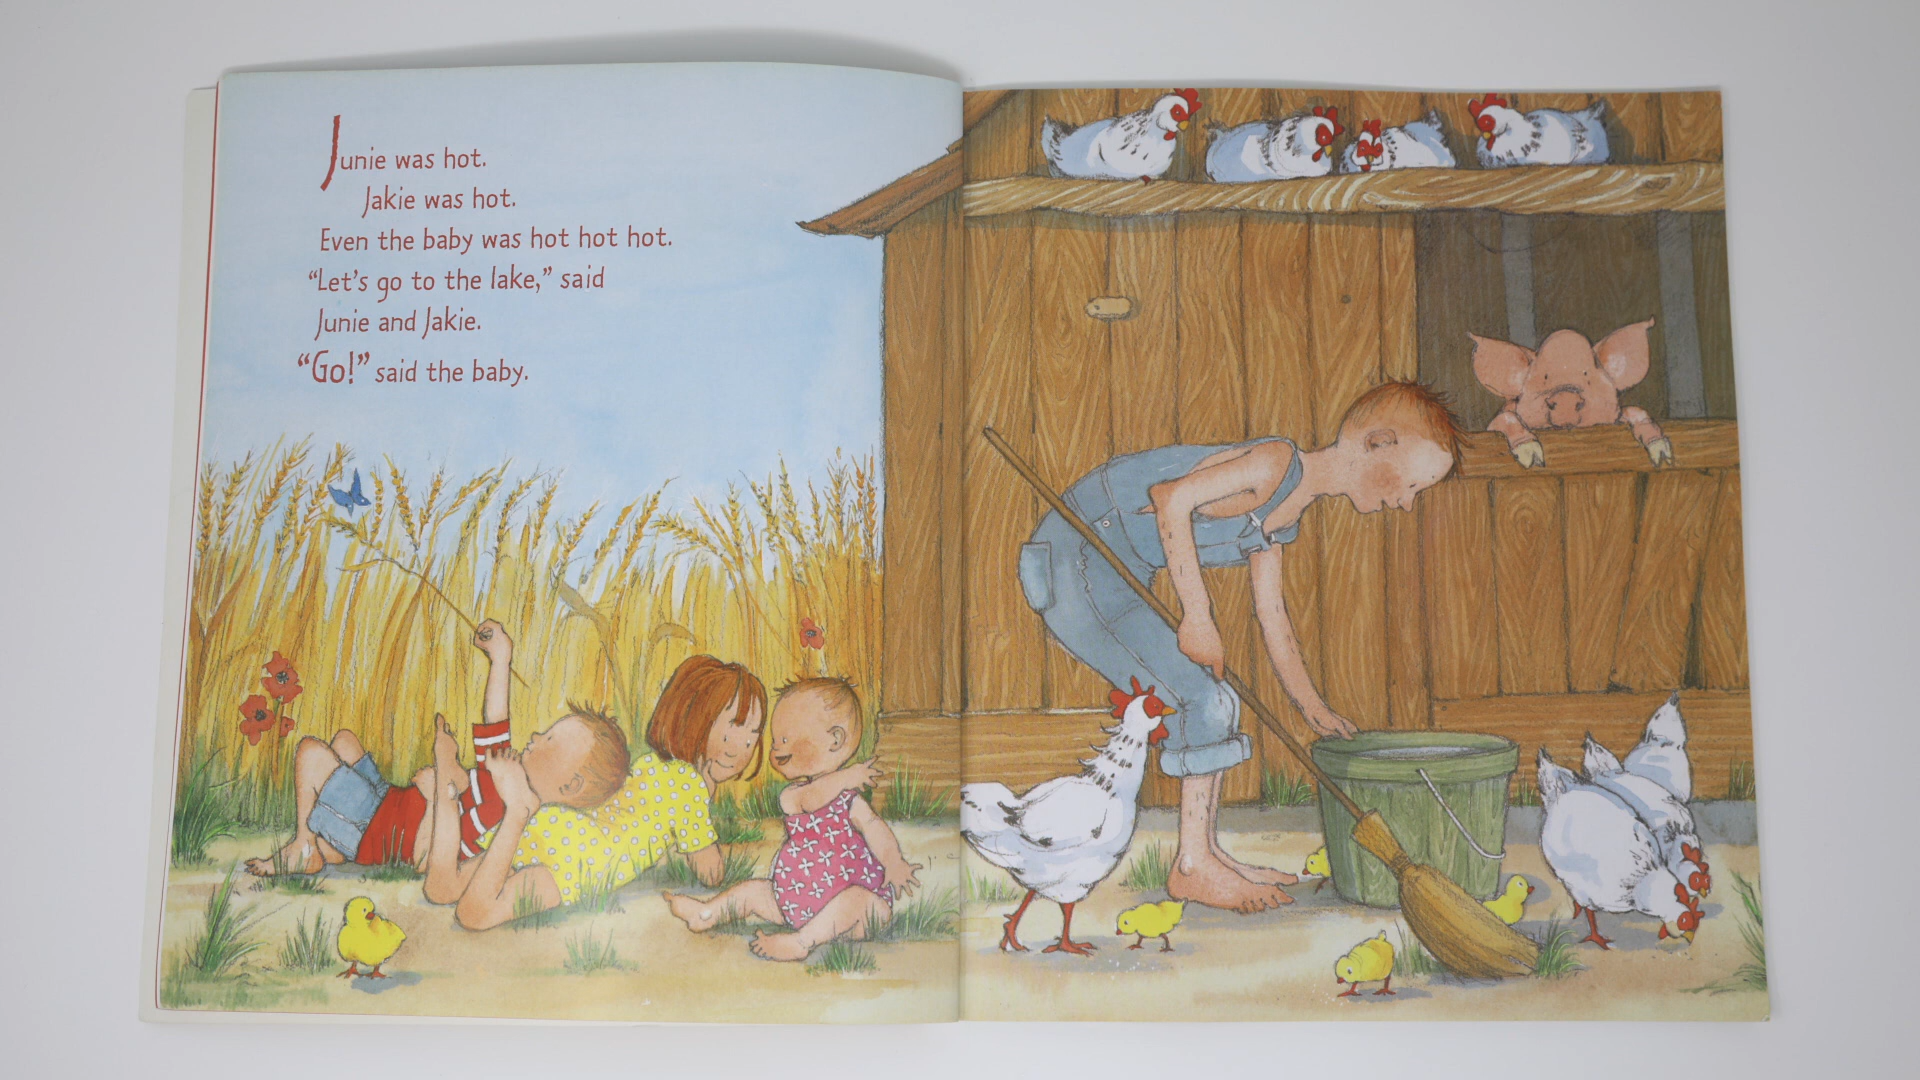 Junie was hot.
Jakie was hot.
Even the baby was hot hot hot.
“Let’s go to the lake,” said
Junie and Jakie.
“Go!” said the baby.